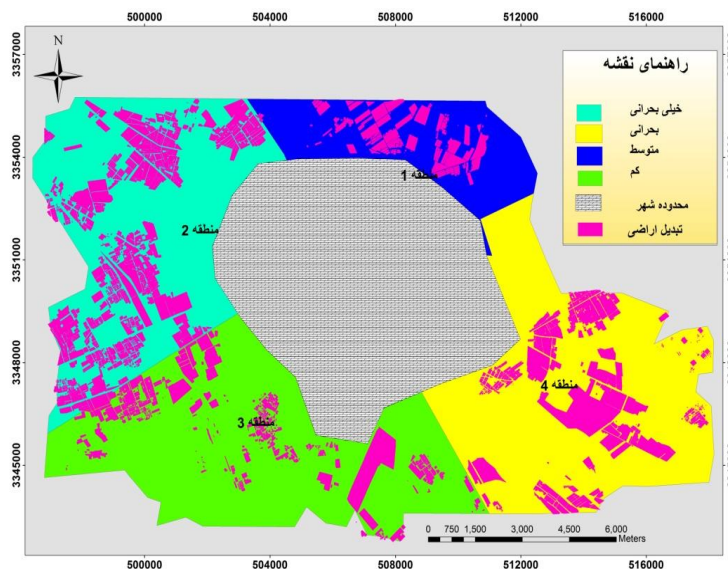 500000 504000 508000 512000 516000
3357000
3354000
3351000
3348000
3345000
N
راهنمای نقشه
خیلی بحرانی
بحرانی
متوسط
کم
محدوده شهر
تبدیل اراضی
منطقه 1
منطقه 2
منطقه 3
منطقه 4
0 750 1,500 3,000 4,500 6,000
Meters
500000 504000 508000 512000 516000